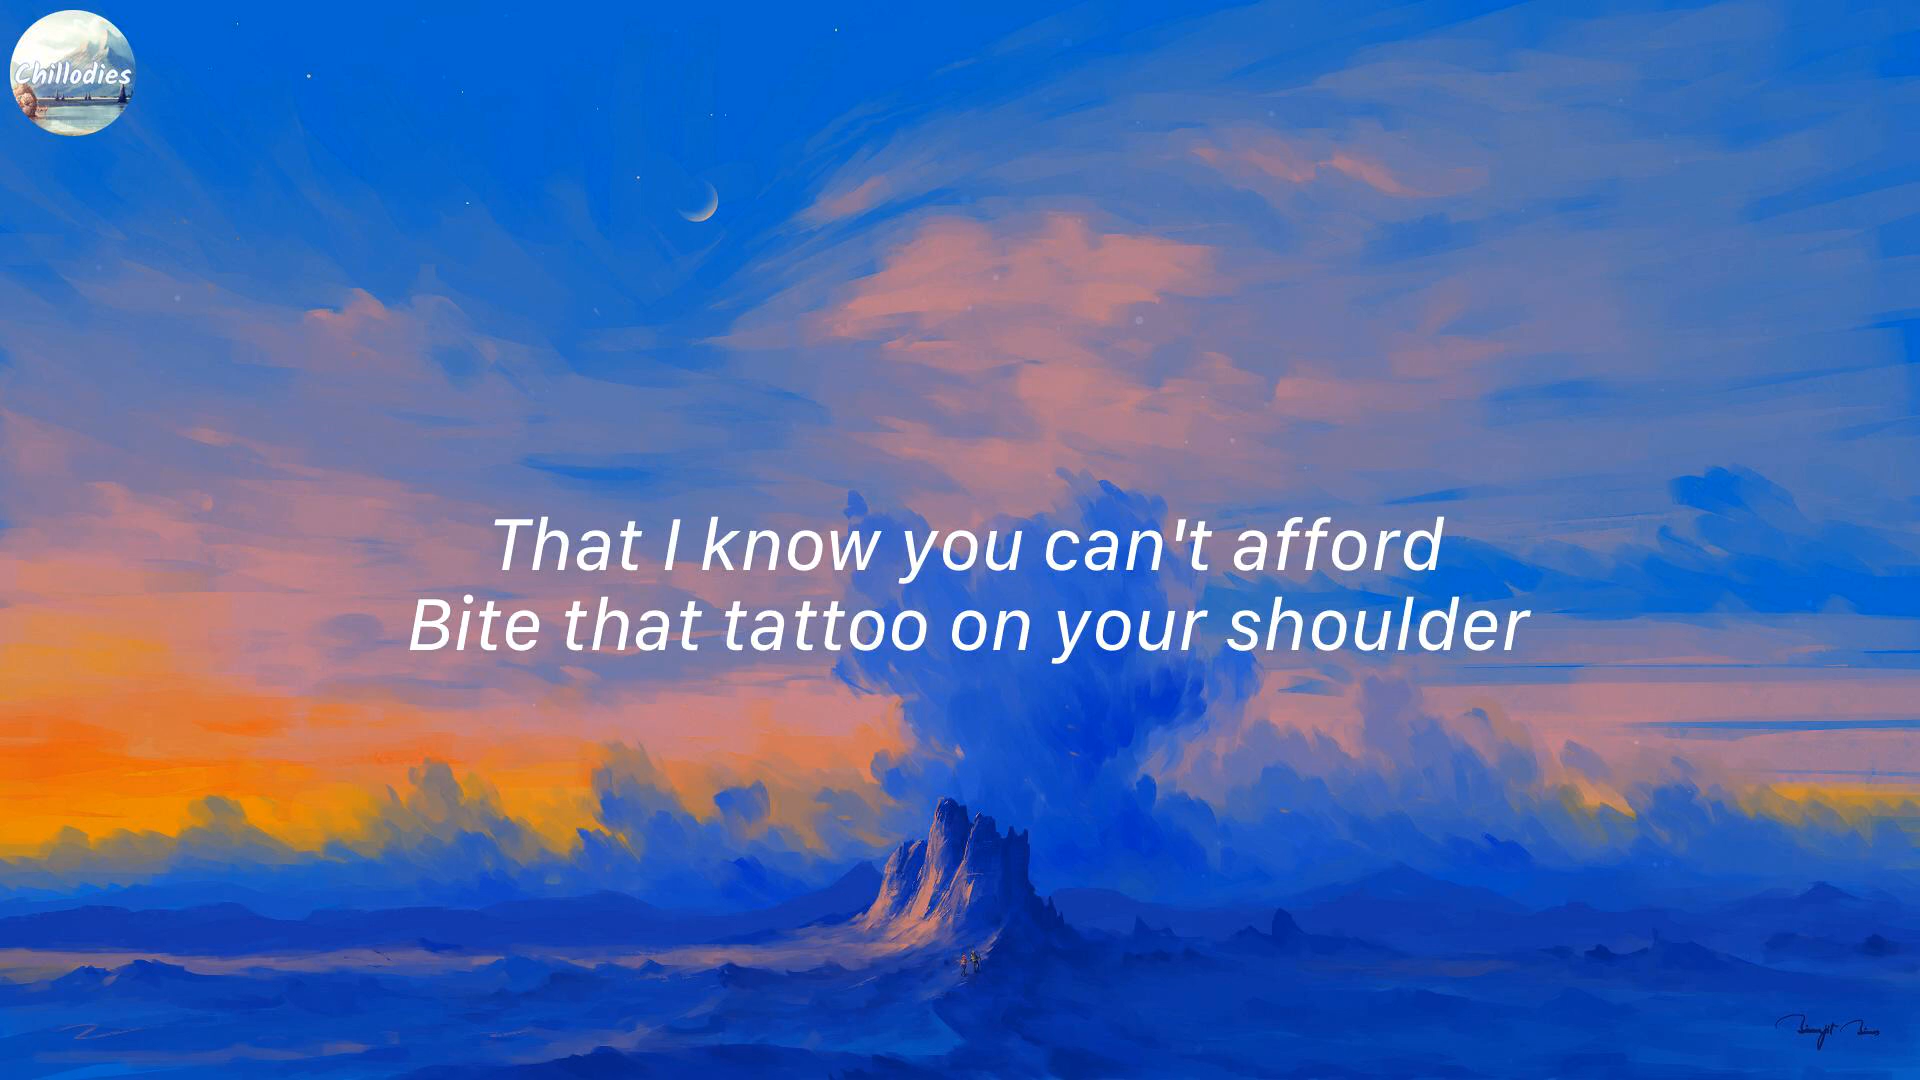 Chillodies
That I know you can't afford
Bite that tattoo on your shoulder